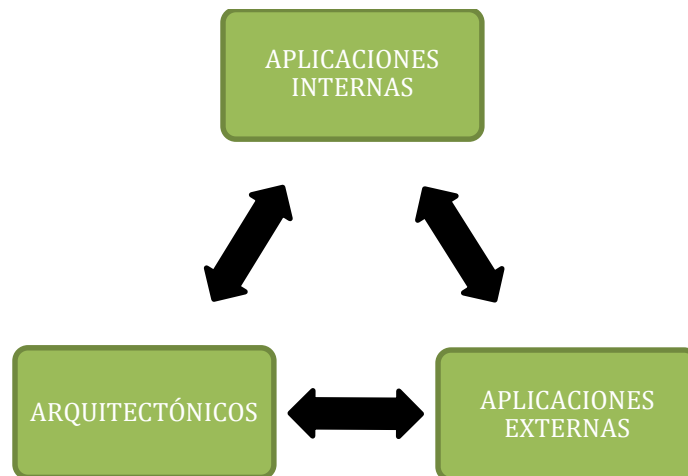 APLICACIONES
INTERNAS
ARQUITECTÓNICOS
APLICACIONES
EXTERNAS